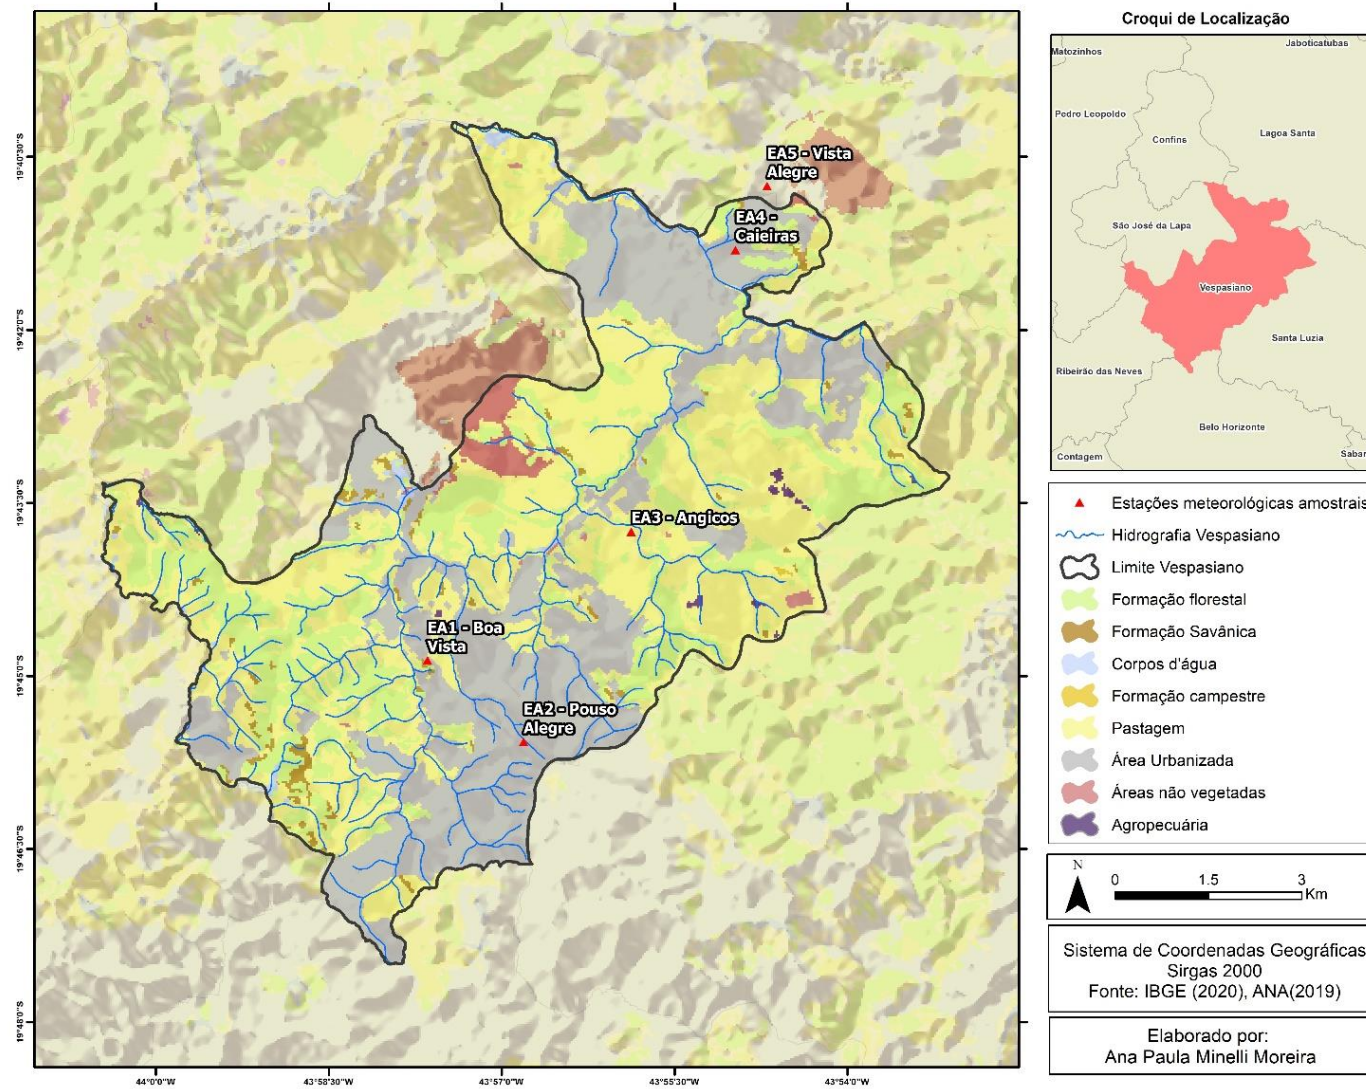 Croqui de Localização
Matozinhos
Jaboticatubas
Pedro Leopoldo
Confins
Lagoa Santa
São José da Lapa
Vespasiano
Santa Luzia
Ribeirão das Neves
Belo Horizonte
Contagem
Sabar
EA5 - Vista
Alegre
EA4 -
Caieiras
EA3 - Angicos
EA1 - Boa
Vista
EA2 - Pouso
Alegre
19°40'30"S
19°42'0"S
19°43'30"S
19°45'0"S
19°46'30"S
19°48'0"S
44°0'0"W
43°58'30"W
43°57'0"W
43°55'30"W
43°54'0"W
Estações meteorológicas amostrais
Hidrografia Vespasiano
Limite Vespasiano
Formação florestal
Formação Savânica
Corpos d'água
Formação campestre
Pastagem
Área Urbanizada
Áreas não vegetadas
Agropecuária
N
0 1.5 3
Km
Sistema de Coordenadas Geográficas
Sirgas 2000
Fonte: IBGE (2020), ANA(2019)
Elaborado por:
Ana Paula Minelli Moreira